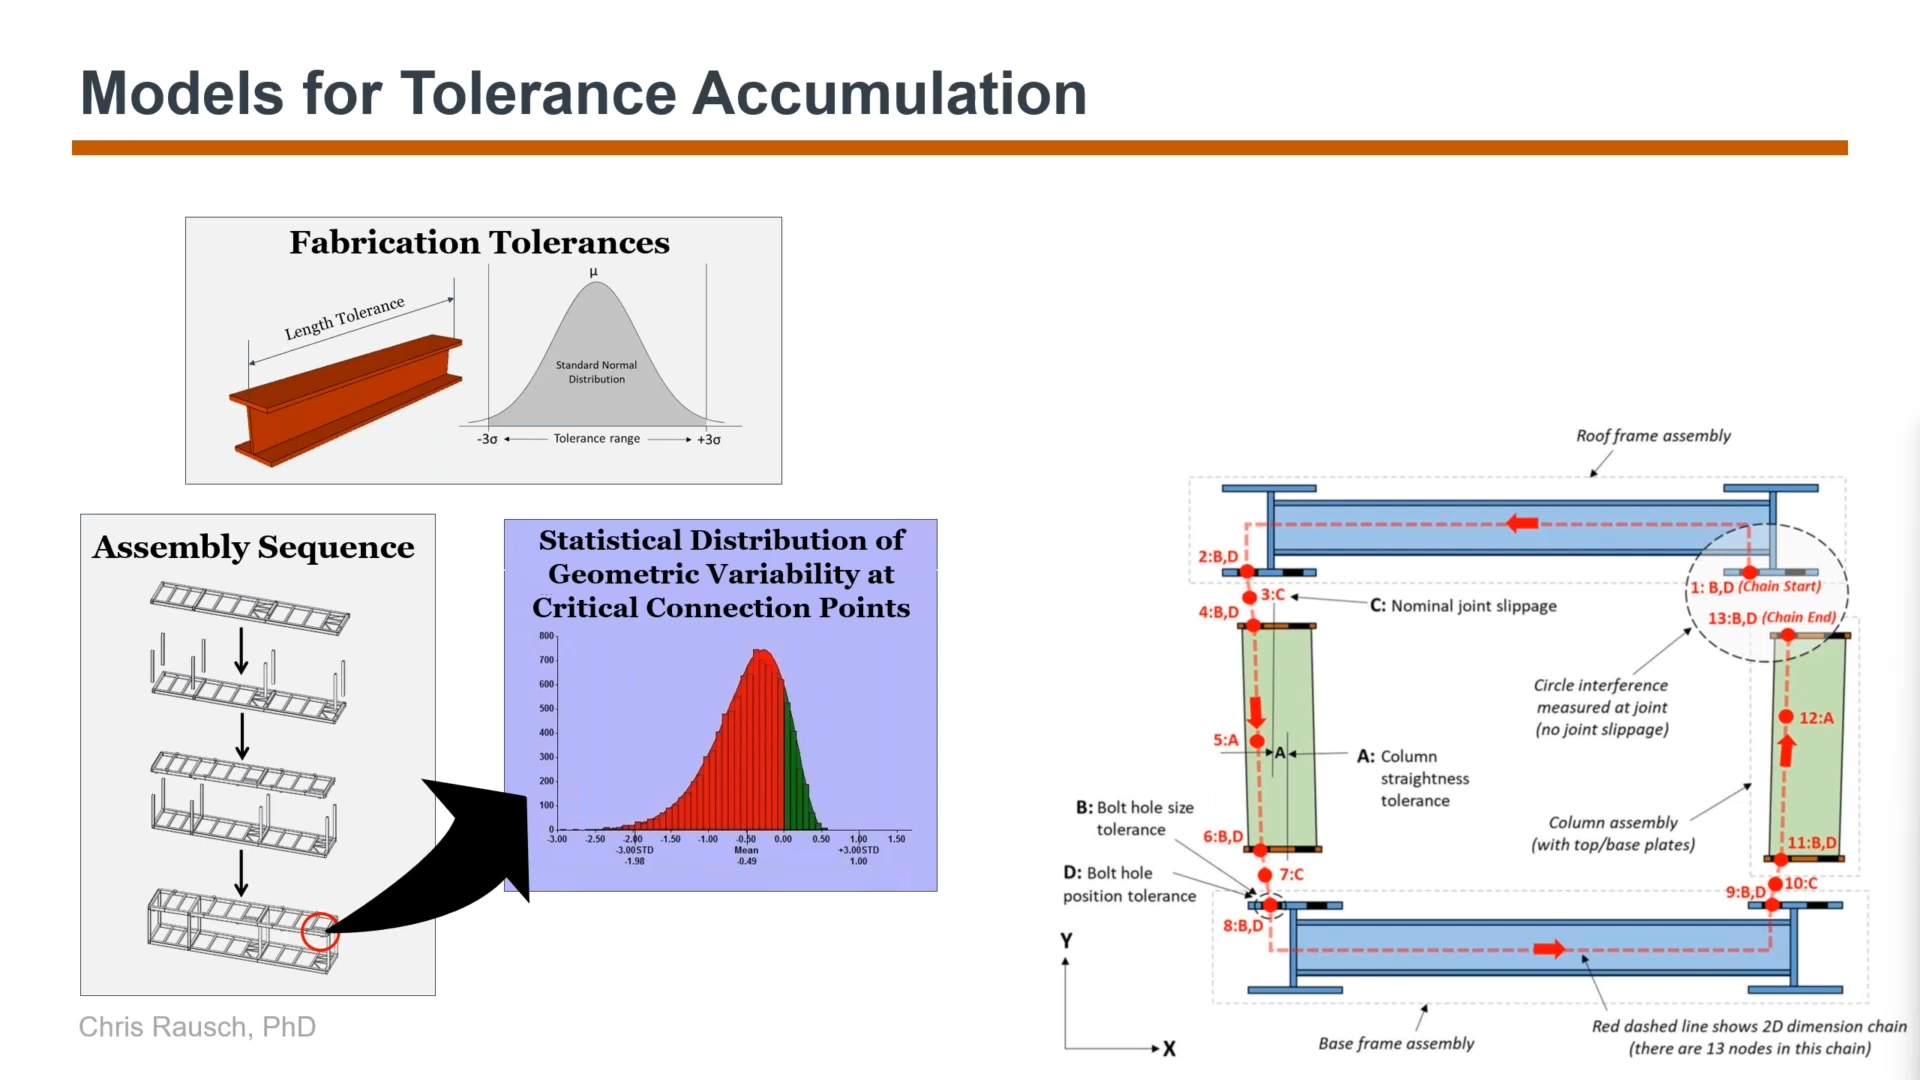 Models for Tolerance Accumulation
Fabrication Tolerances
Length Tolerance
μ
Standard Normal
Distribution
-3σ
Tolerance range
+3σ
Assembly Sequence
Statistical Distribution of
Geometric Variability at
Critical Connection Points
800
700
600
500
400
300
200
100
0
-3.00 -2.50 -2.00 -1.50 -1.00 -0.50 0.00 0.50 1.00 1.50
-3.00STD Mean +3.00STD
-1.98 -0.49 1.00
Roof frame assembly
2:B,D
1: B,D (Chain Start)
3:C
C: Nominal joint slippage
4:B,D
13:B,D (Chain End)
Circle interference
measured at joint
(no joint slippage)
12:A
5:A
A
A: Column
straightness
tolerance
B: Bolt hole size
tolerance
Column assembly
(with top/base plates)
6:B,D
11:B,D
D: Bolt hole
position tolerance
7:C
9:B,D
10:C
8:B,D
Y
X
Base frame assembly
Red dashed line shows 2D dimension chain
(there are 13 nodes in this chain)
Chris Rausch, PhD